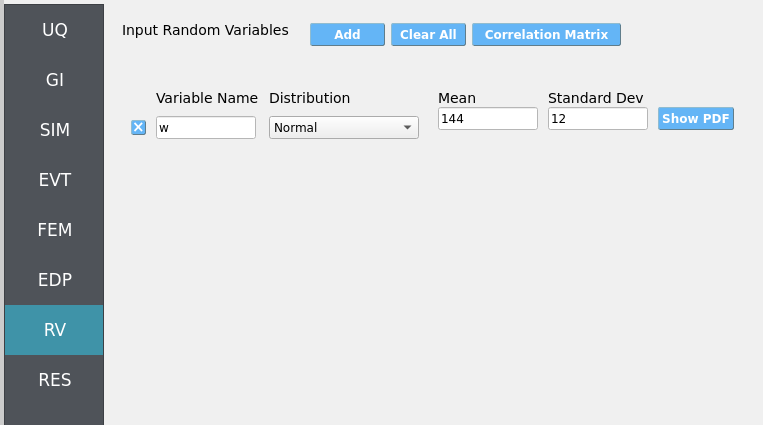 UQ
GI
SIM
EVT
FEM
EDP
RV
RES
Input Random Variables Add Clear All Correlation Matrix
Variable Name Distribution Mean Standard Dev
w Normal 144 12 Show PDF